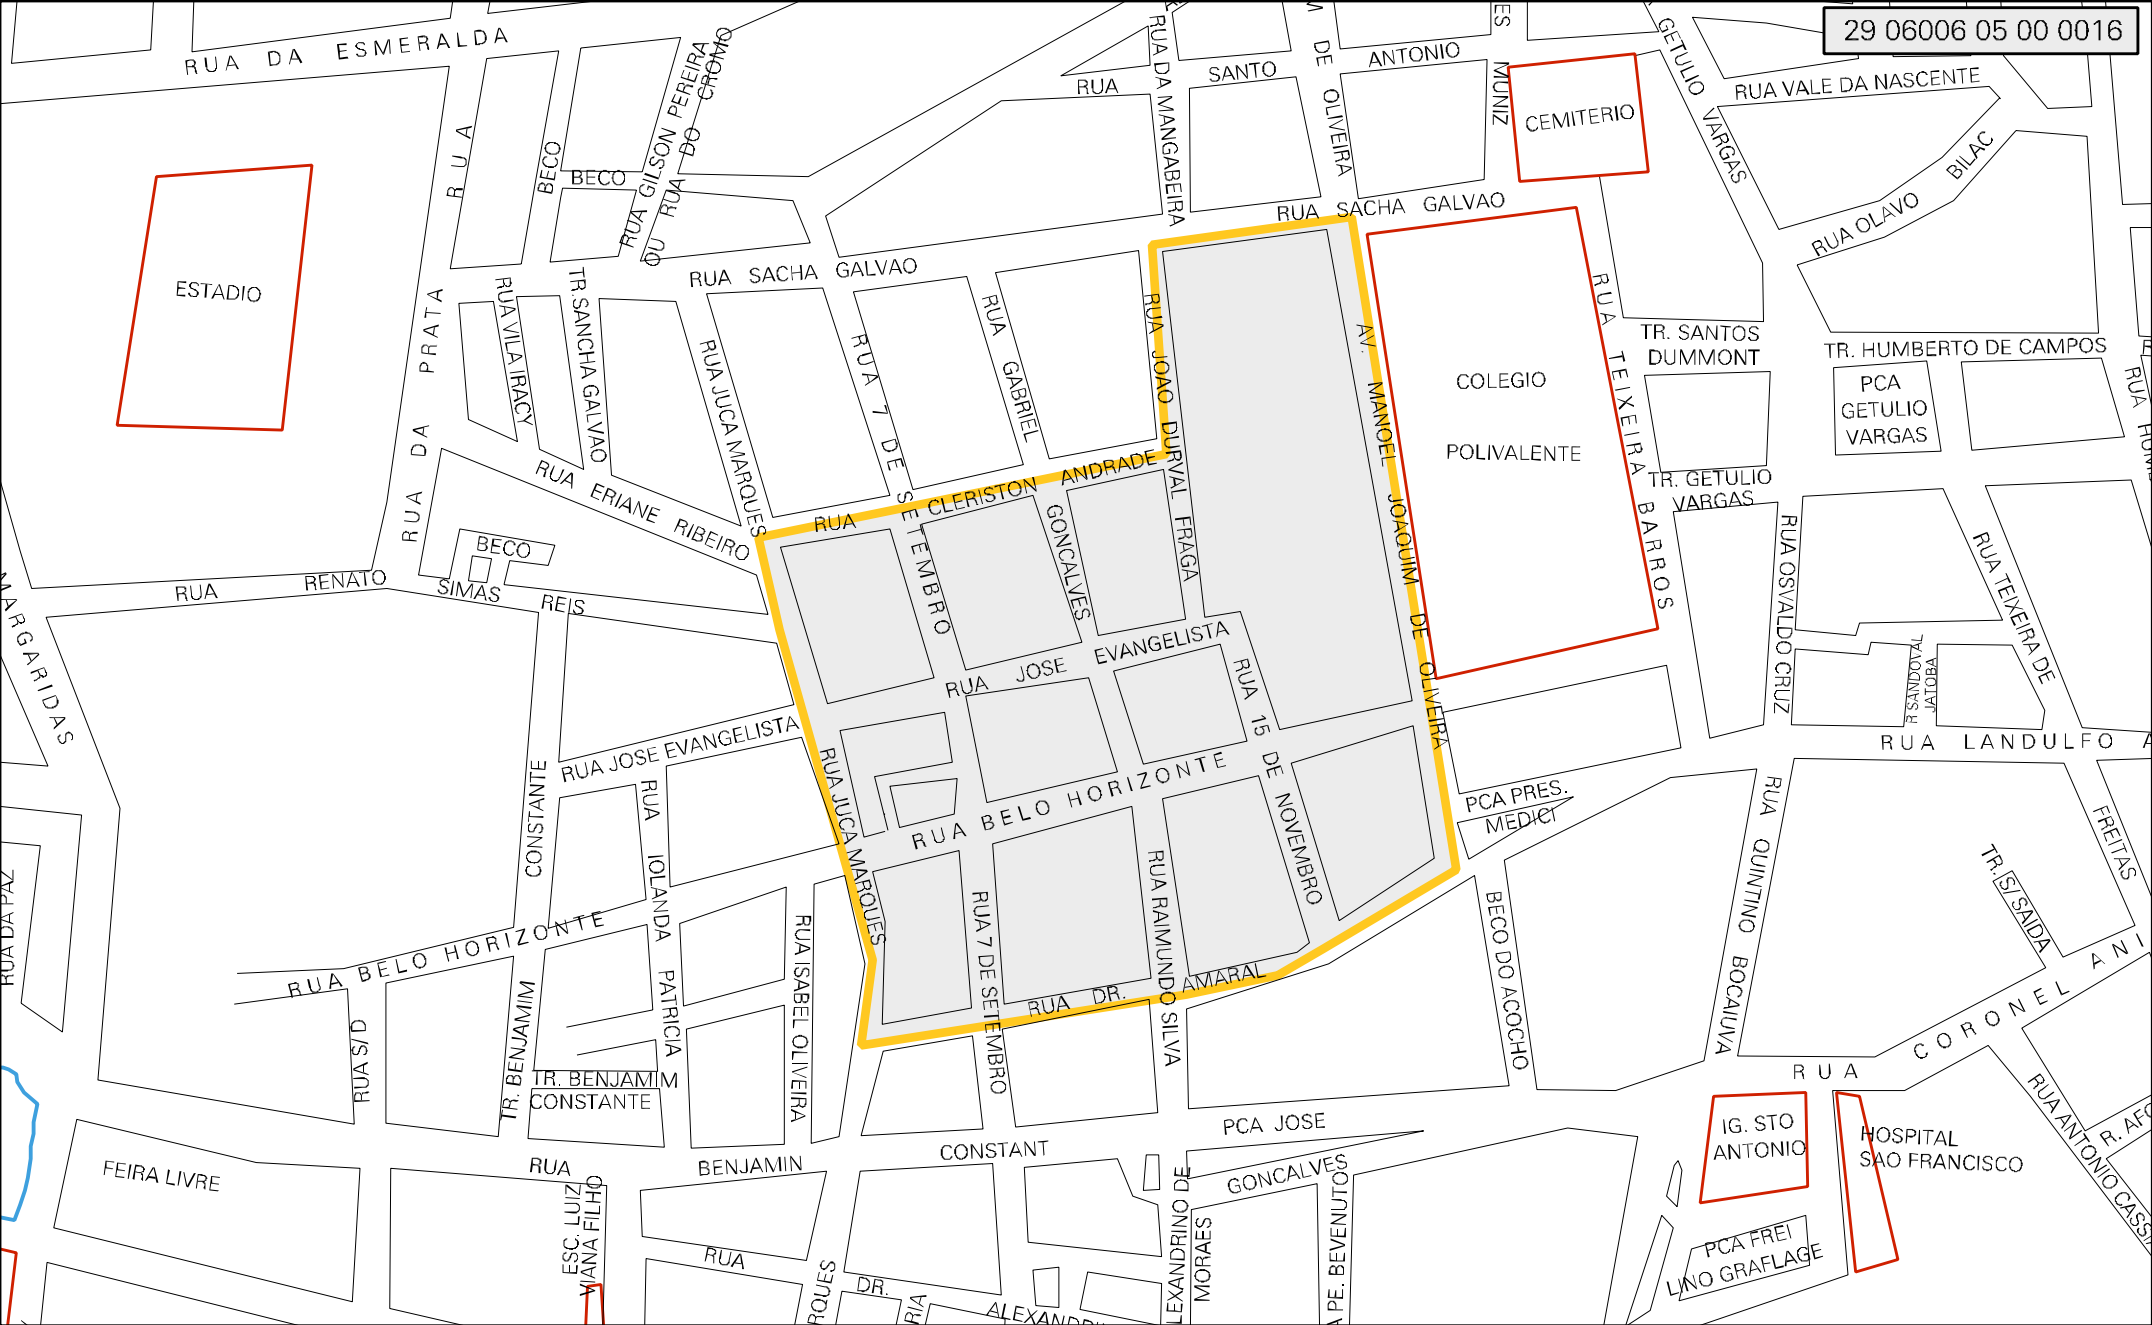 29 06006 05 00 0016
RUA DA ESMERALDA
RUA GILSON PEREIRA
OU RUA DO CROMIO
BECO
BECO
RUA DA PRATA
ESTADIO
RUA SANTO ANTONIO
RUA DA MANGABEIRA
DE OLIVEIRA
MUNIZ
CEMITERIO
GETULIO VARGAS
RUA VALE DA NASCENTE
RUA OLAVO BILAC
RUA SACHA GALVAO
RUA SACHA GALVAO
RUA VILA IRACY
TR.SANCHA GALVAO
RUA JUCA MARQUES
RUA 7 DE SETEMBRO
RUA GABRIEL GONCALVES
RUA JOAO DURVAL FRAGA
AV. MANOEL JOAQUIM DE OLIVEIRA
COLEGIO
POLIVALENTE
RUA TEIXEIRA BARROS
TR. SANTOS
DUMMONT
TR. HUMBERTO DE CAMPOS
PCA
GETULIO
VARGAS
TR. GETULIO
VARGAS
RUA ERIANE RIBEIRO
RUA CLERISTON ANDRADE
BECO
RUA RENATO SIMAS REIS
MARGARIDAS
RUA OSVALDO CRUZ
RUA TEIXEIRA DE FREITAS
R SANDOVAL
JATOBA
RUA LANDULFO A
RUA JOSE EVANGELISTA
RUA JOSE EVANGELISTA
RUA 15 DE NOVEMBRO
RUA JUCA MARQUES
RUA BELO HORIZONTE
RUA BELO HORIZONTE
TR. BENJAMIM CONSTANTE
RUA IOLANDA PATRICIA
RUA ISABEL OLIVEIRA
RUA 7 DE SETEMBRO
RUA RAIMUNDO SILVA
RUA DR. AMARAL
PCA PRES.
MEDICI
BECO DO ACOCHO
RUA QUINTINO BOCAIUVA
TR. S/ SAIDA
RUA CORONEL ANI
RUA DA PAZ
RUA S/ D
TR. BENJAMIM
CONSTANTE
FEIRA LIVRE
RUA BENJAMIN CONSTANT
PCA JOSE GONCALVES
ESC. LUIZ
VIANA FILHO
RUA DR.
ALEXANDR
LEXANDRINO DE
MORAES
A PE. BEVENUTO
IG. STO
ANTONIO
HOSPITAL
SAO FRANCISCO
PCA FREI
LINO GRAFLAGE
RUA ANTONIO CASSI
R. AFO
RQUES
RIA
ES
RUA HUM